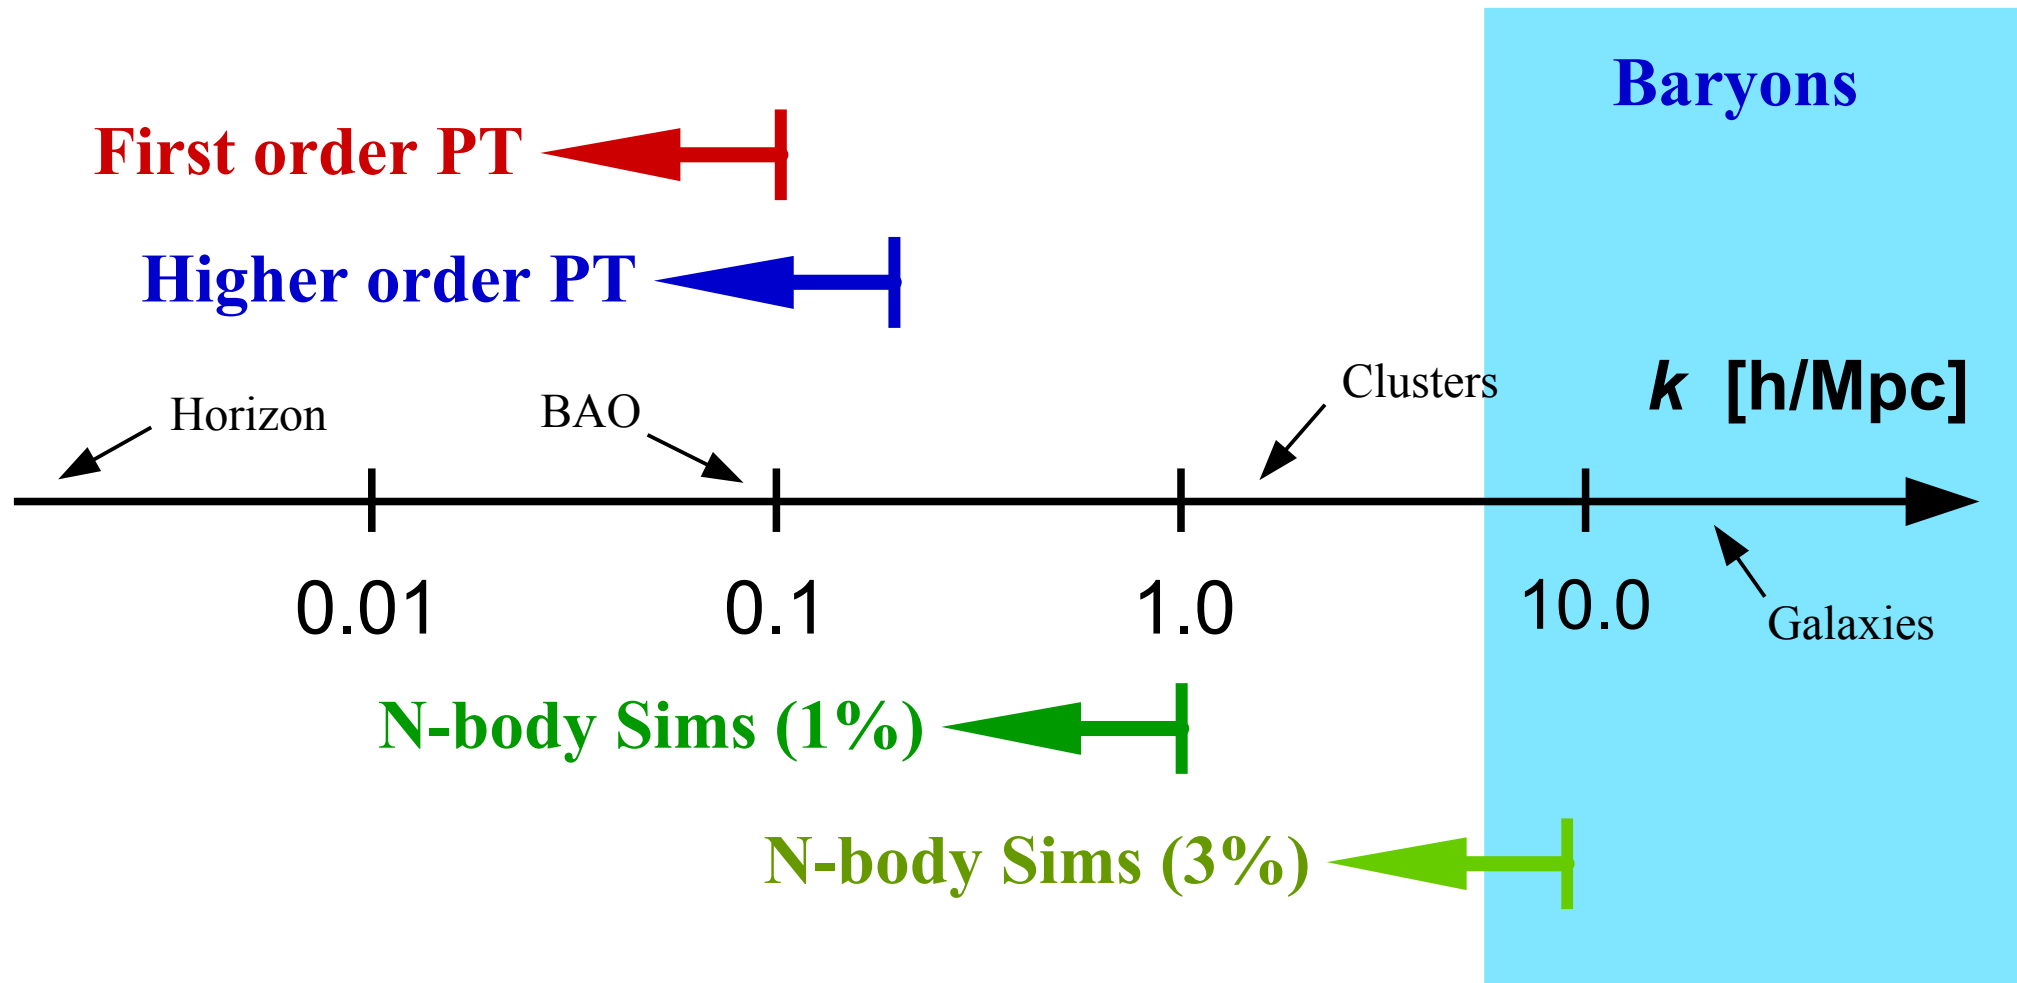 Baryons
First order PT
Higher order PT
Clusters
k [h/Mpc]
Horizon
BAO
0.01
0.1
1.0
10.0
Galaxies
N-body Sims (1%)
N-body Sims (3%)